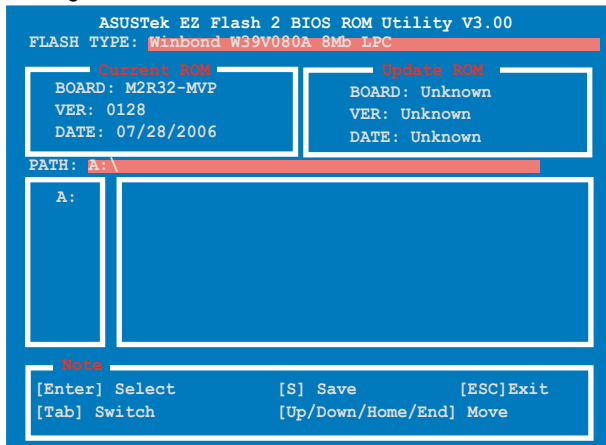 ASUSTek EZ Flash 2 BIOS ROM Utility V3.00
FLASH TYPE: Winbond W39V080A 8Mb LPC
Current ROM
BOARD: M2R32-MVP
VER: 0128
DATE: 07/28/2006
Update ROM
BOARD: Unknown
VER: Unknown
DATE: Unknown
PATH: A:\
A:
Note
[Enter] Select [S] Save [ESC]Exit
[Tab] Switch [Up/Down/Home/End] Move